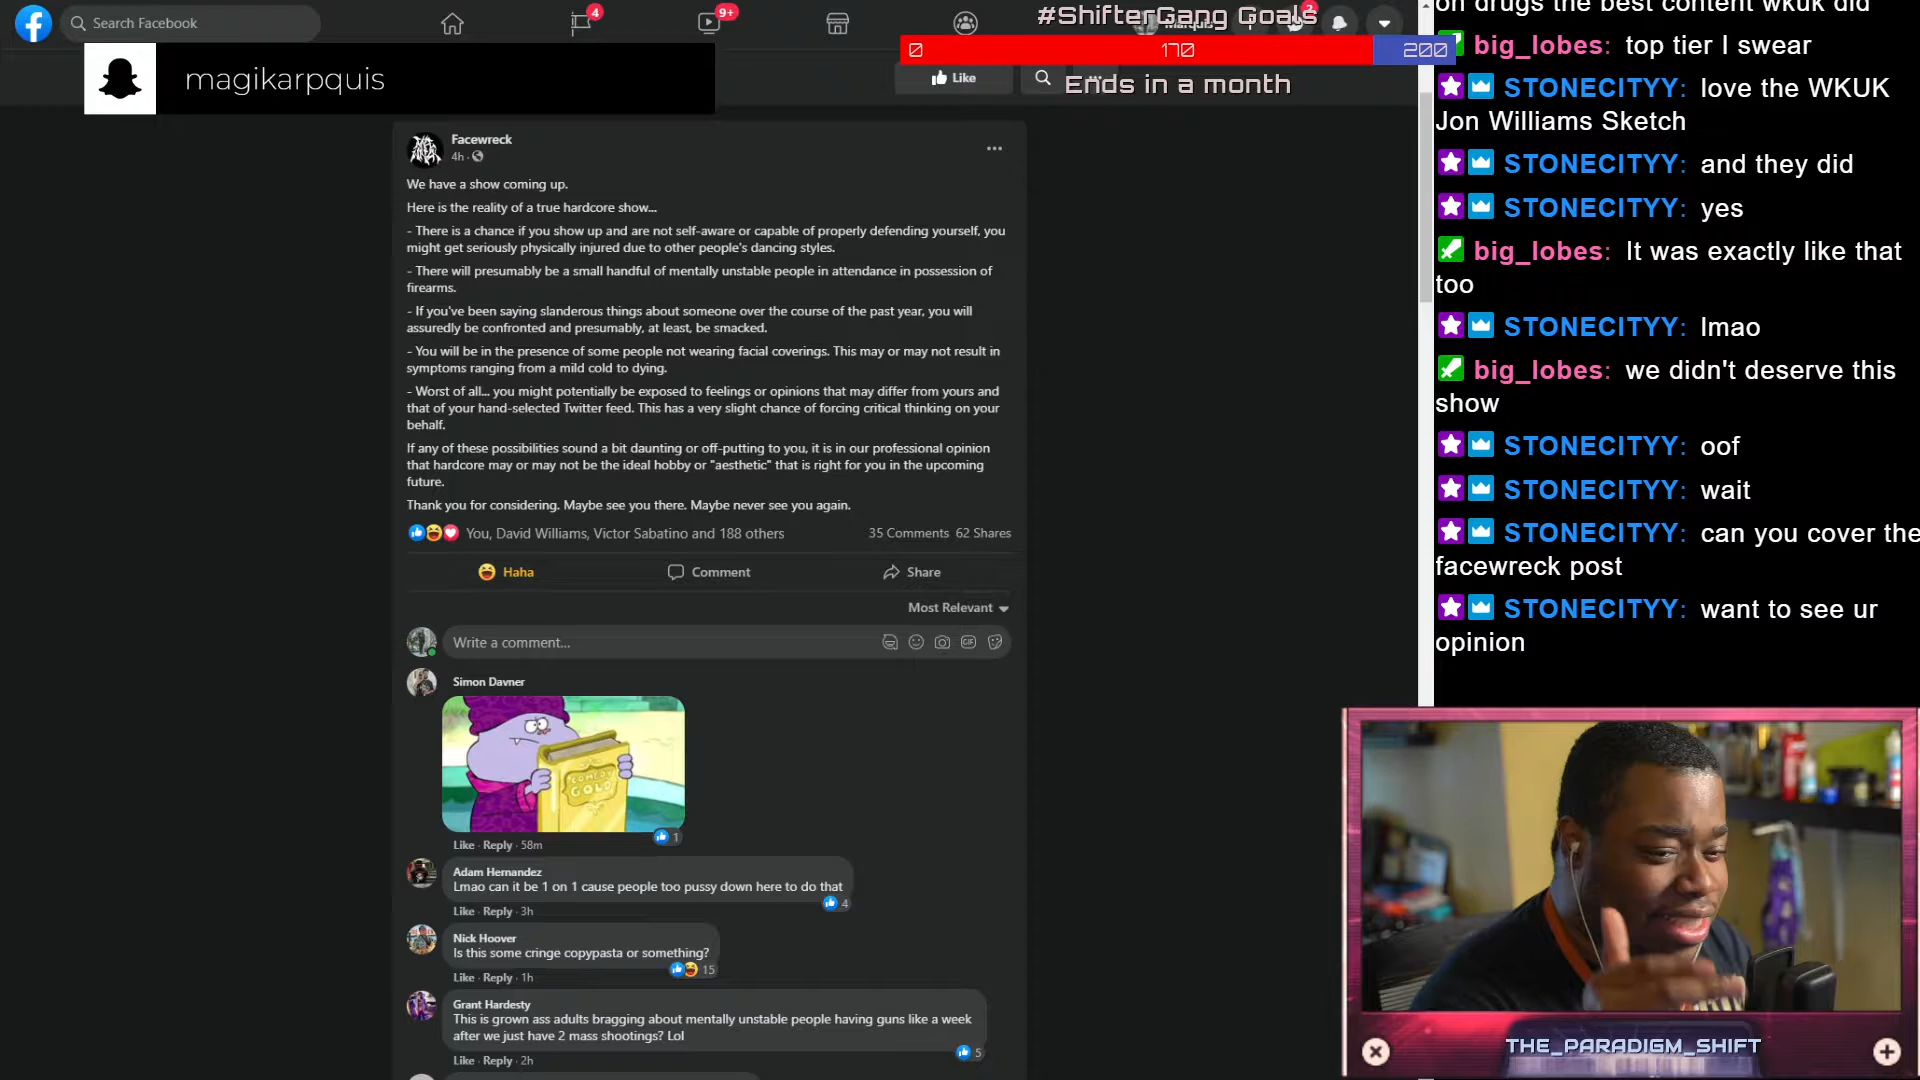 Search Facebook
4
9+
2
#ShifterGang Goals
0 170 200
Ends in a month
magikarpquis
Like
Facewreck
4h
We have a show coming up.
Here is the reality of a true hardcore show...
- There is a chance if you show up and are not self-aware or capable of properly defending yourself, you
might get seriously physically injured due to other people's dancing styles.
- There will presumably be a small handful of mentally unstable people in attendance in possession of
firearms.
- If you've been saying slanderous things about someone over the course of the past year, you will
assuredly be confronted and presumably, at least, be smacked.
- You will be in the presence of some people not wearing facial coverings. This may or may not result in
symptoms ranging from a mild cold to dying.
- Worst of all... you might potentially be exposed to feelings or opinions that may differ from yours and
that of your hand-selected Twitter feed. This has a very slight chance of forcing critical thinking on your
behalf.
If any of these possibilities sound a bit daunting or off-putting to you, it is in our professional opinion
that hardcore may or may not be the ideal hobby or "aesthetic" that is right for you in the upcoming
future.
Thank you for considering. Maybe see you there. Maybe never see you again.
You, David Williams, Victor Sabatino and 188 others 35 Comments 62 Shares
Haha Comment Share
Most Relevant
Write a comment...
GIF
Simon Davner
COMEDY
GOLD
1
Like · Reply · 58m
Adam Hernandez
Lmao can it be 1 on 1 cause people too pussy down here to do that
4
Like · Reply · 3h
Nick Hoover
Is this some cringe copypasta or something?
15
Like · Reply · 1h
Grant Hardesty
This is grown ass adults bragging about mentally unstable people having guns like a week
after we just have 2 mass shootings? Lol
5
Like · Reply · 2h
on drugs the best content wkuk did
big_lobes: top tier I swear
STONECITYY: love the WKUK
Jon Williams Sketch
STONECITYY: and they did
STONECITYY: yes
big_lobes: It was exactly like that
too
STONECITYY: lmao
big_lobes: we didn't deserve this
show
STONECITYY: oof
STONECITYY: wait
STONECITYY: can you cover the
facewreck post
STONECITYY: want to see ur
opinion
THE_PARADIGM_SHIFT